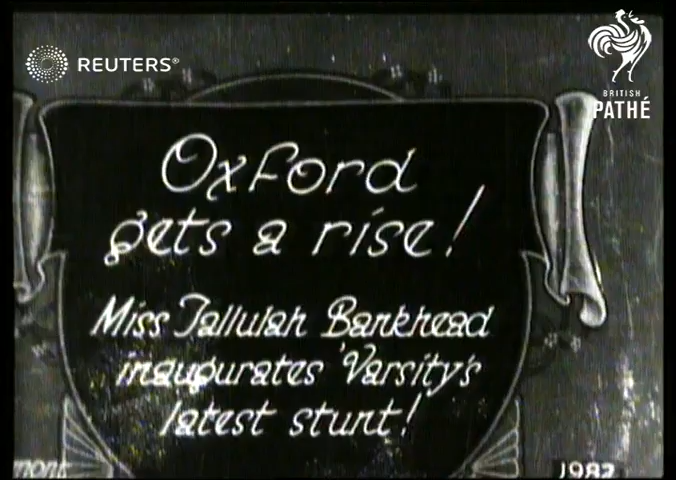 REUTERS®
BRITISH
PATHÉ
Oxford
gets a rise!
Miss Tallulah Bankhead
inaugurates 'Varsity's
latest stunt!
1982